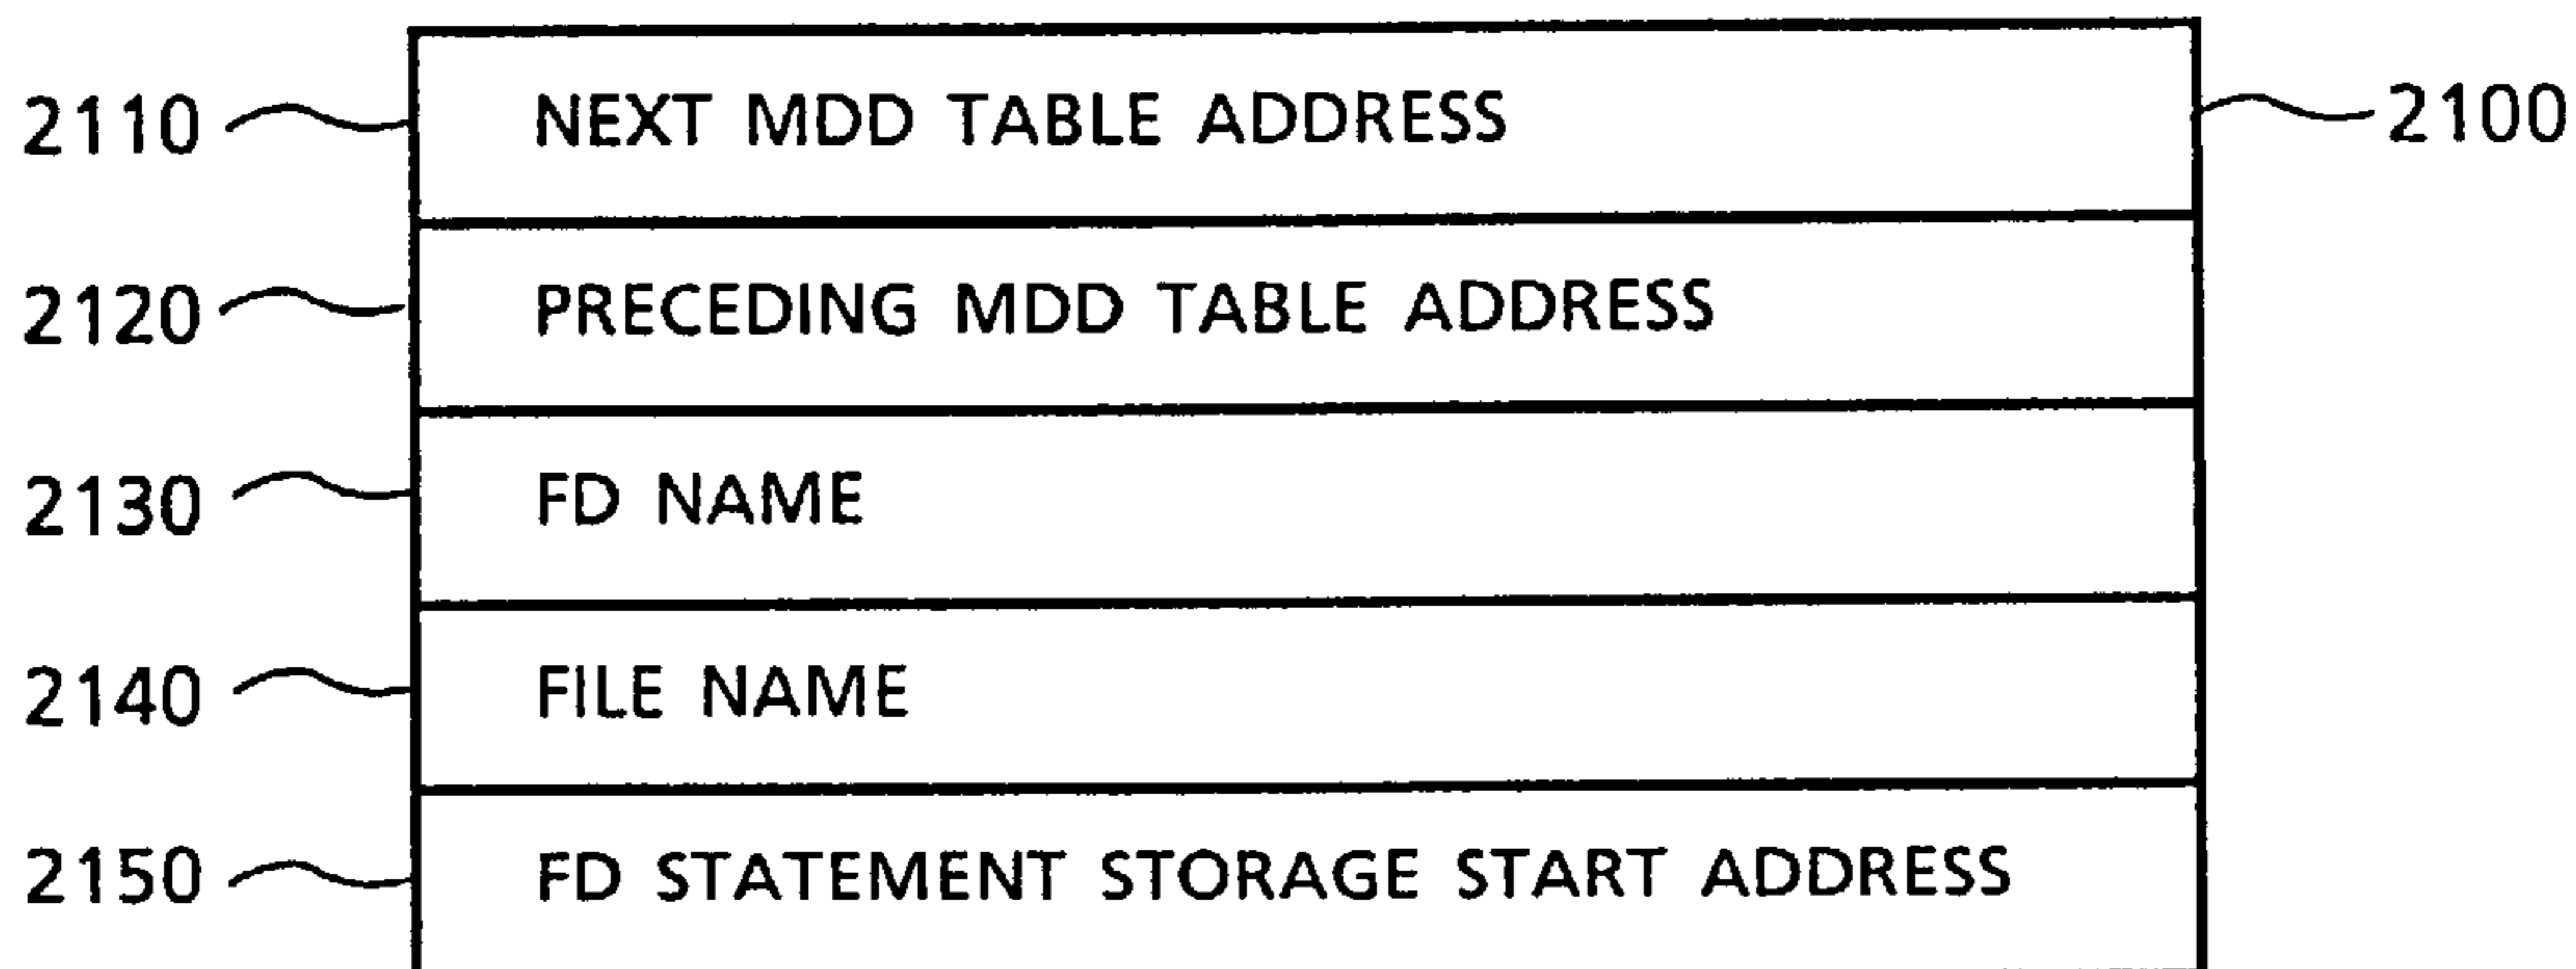 2110 NEXT MDD TABLE ADDRESS 2100
2120 PRECEDING MDD TABLE ADDRESS
2130 FD NAME
2140 FILE NAME
2150 FD STATEMENT STORAGE START ADDRESS